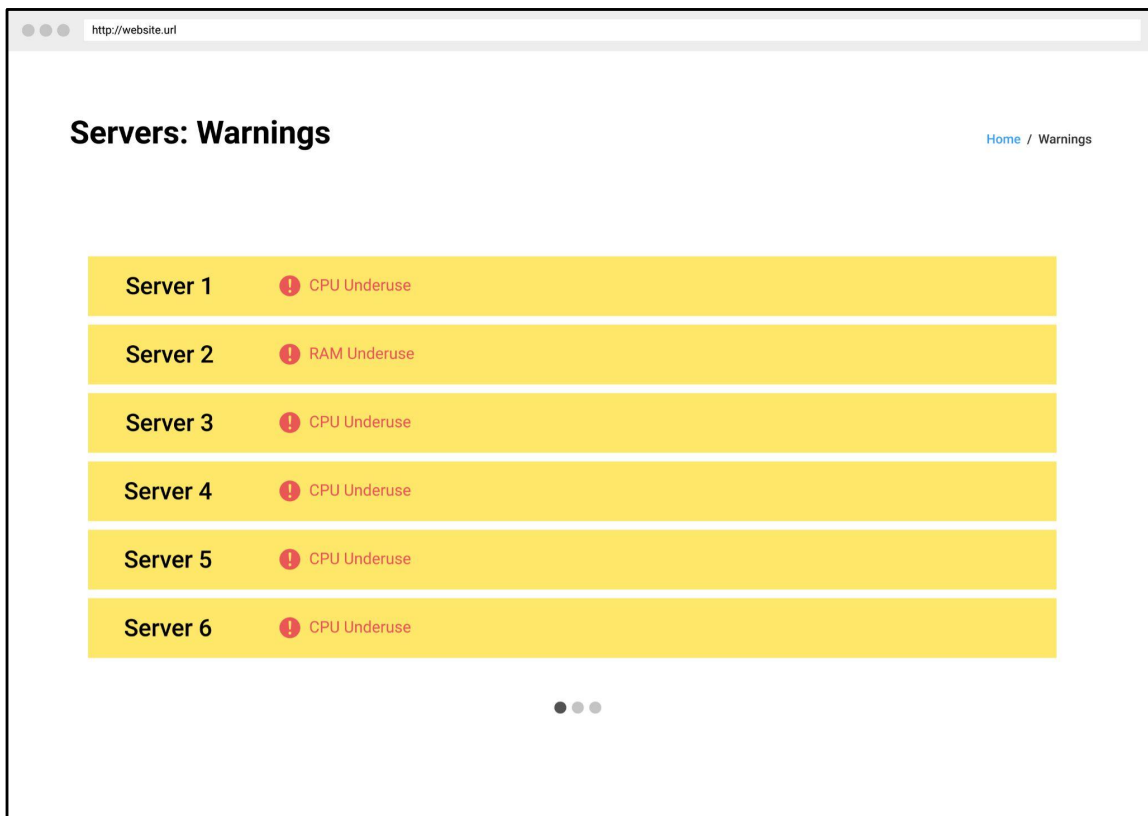 http://website.url
Servers: Warnings
Home / Warnings
Server 1 CPU Underuse
Server 2 RAM Underuse
Server 3 CPU Underuse
Server 4 CPU Underuse
Server 5 CPU Underuse
Server 6 CPU Underuse